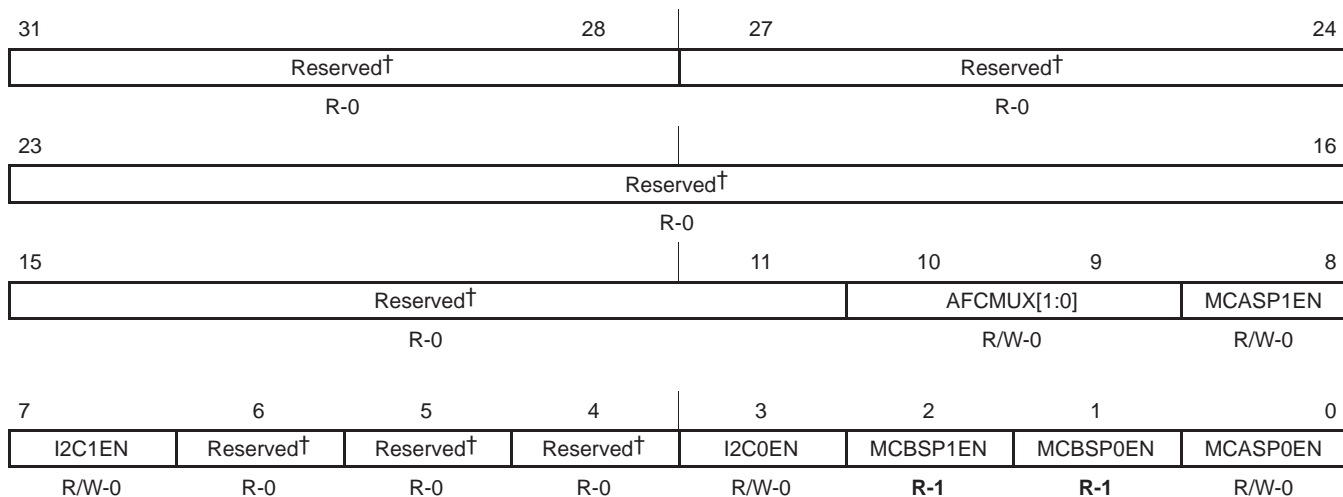 31 28 27 24
Reserved† Reserved†
R-0 R-0
23 16
Reserved†
R-0
15 11 10 9 8
Reserved† AFCMUX[1:0] MCASP1EN
R-0 R/W-0 R/W-0
7 6 5 4 3 2 1 0
I2C1EN Reserved† Reserved† Reserved† I2C0EN MCBSP1EN MCBSP0EN MCASP0EN
R/W-0 R-0 R-0 R-0 R/W-0 R-1 R-1 R/W-0